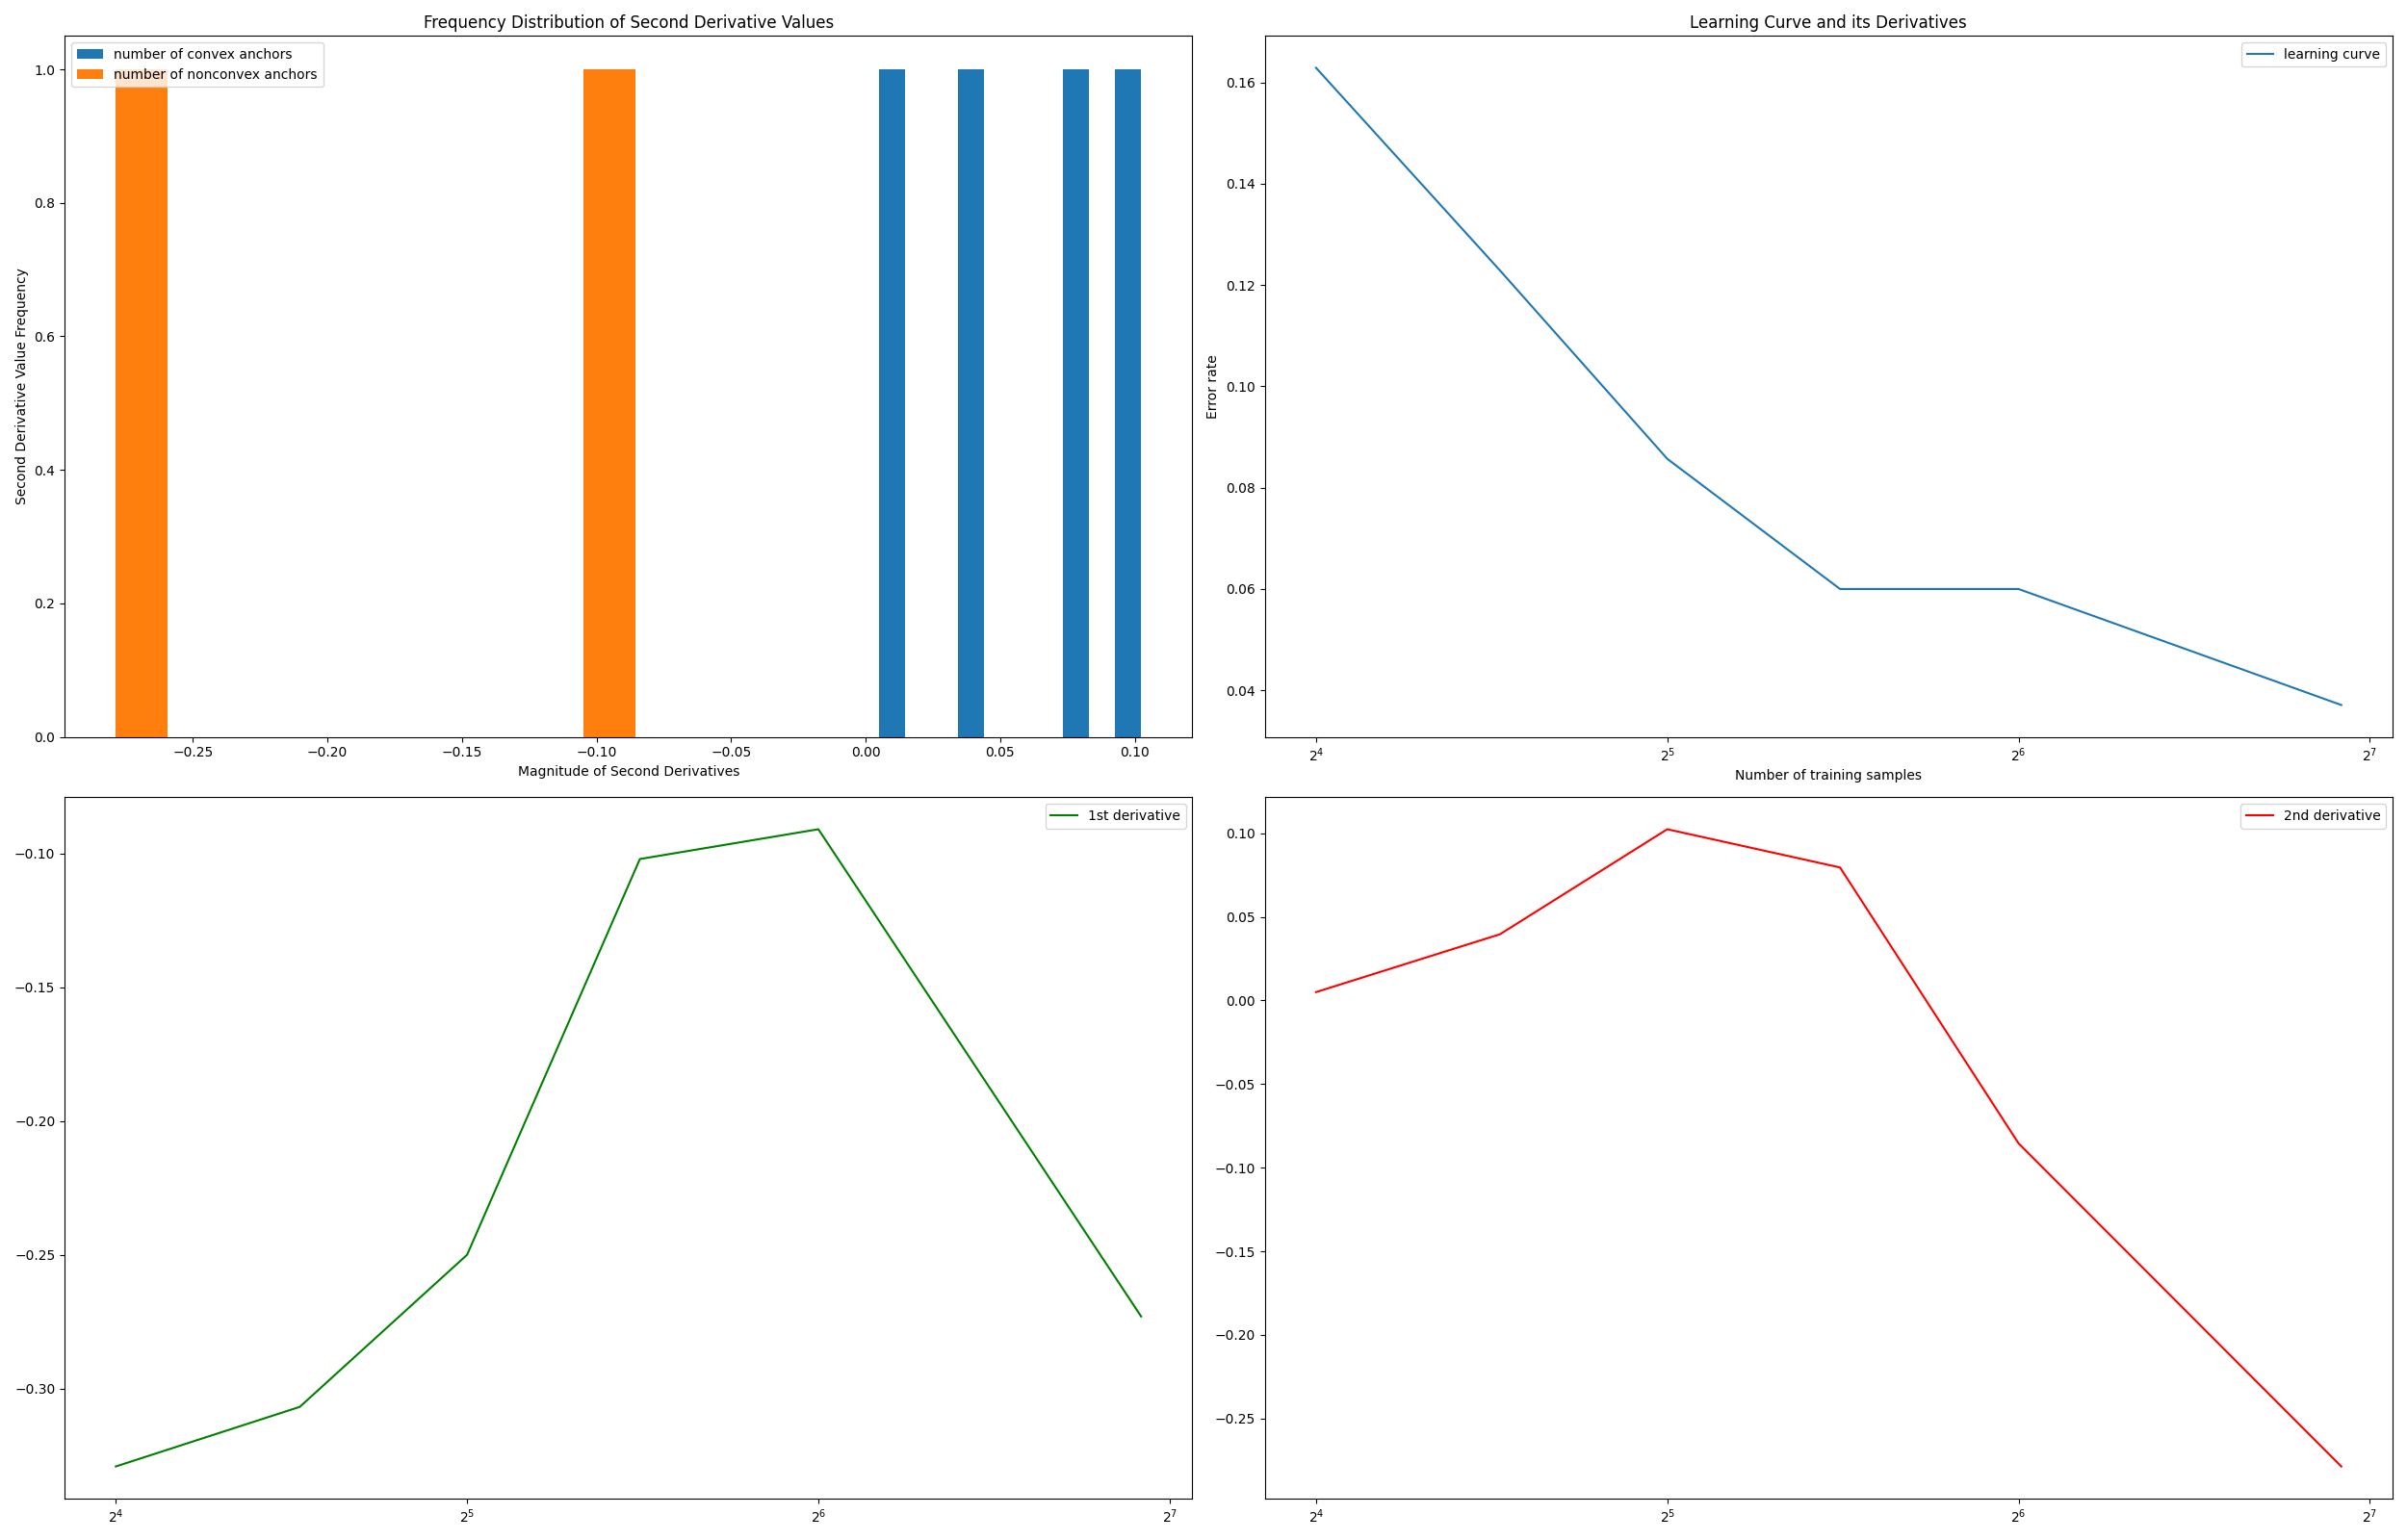 Frequency Distribution of Second Derivative Values
number of convex anchors
number of nonconvex anchors
1.0
0.8
0.6
0.4
0.2
0.0
Second Derivative Value Frequency
−0.25 −0.20 −0.15 −0.10 −0.05 0.00 0.05 0.10
Magnitude of Second Derivatives
Learning Curve and its Derivatives
learning curve
0.16
0.14
0.12
0.10
0.08
0.06
0.04
Error rate
2⁴ 2⁵ 2⁶ 2⁷
Number of training samples
1st derivative
−0.10
−0.15
−0.20
−0.25
−0.30
2⁴ 2⁵ 2⁶ 2⁷
2nd derivative
0.10
0.05
0.00
−0.05
−0.10
−0.15
−0.20
−0.25
2⁴ 2⁵ 2⁶ 2⁷